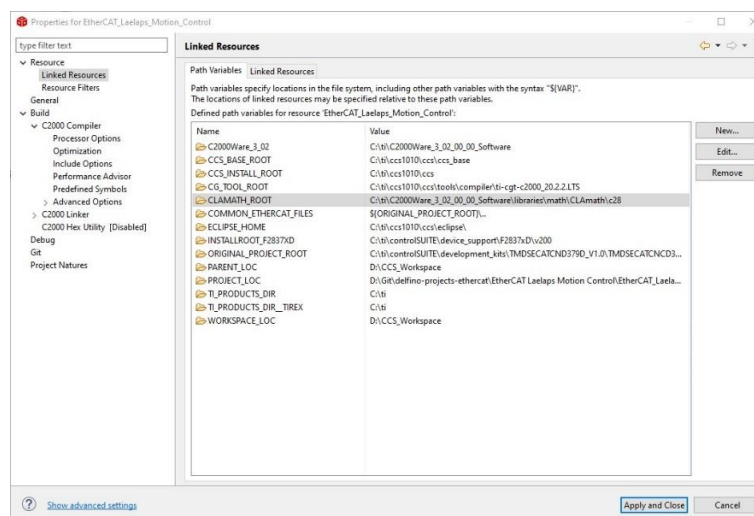 Properties for EtherCAT_Laelaps_Motion_Control
type filter text
Resource
Linked Resources
Resource Filters
General
Build
C2000 Compiler
Processor Options
Optimization
Include Options
Performance Advisor
Predefined Symbols
Advanced Options
C2000 Linker
C2000 Hex Utility [Disabled]
Debug
Git
Project Natures
Linked Resources
Path Variables Linked Resources
Path variables specify locations in the file system, including other path variables with the syntax "${VAR}".
The locations of linked resources may be specified relative to these path variables.
Defined path variables for resource 'EtherCAT_Laelaps_Motion_Control':
Name Value
C2000Ware_3_02 C:\ti\C2000Ware_3_02_00_00_Software
CCS_BASE_ROOT C:\ti\ccs1010\ccs\ccs_base
CCS_INSTALL_ROOT C:\ti\ccs1010\ccs
CG_TOOL_ROOT C:\ti\ccs1010\ccs\tools\compiler\ti-cgt-c2000_20.2.2.LTS
CLAMATH_ROOT C:\ti\C2000Ware_3_02_00_00_Software\libraries\math\CLAmath\c28
COMMON_ETHERCAT_FILES ${ORIGINAL_PROJECT_ROOT}\..
ECLIPSE_HOME C:\ti\ccs1010\ccs\eclipse\
INSTALLROOT_F2837XD C:\ti\controlSUITE\device_support\F2837xD\v200
ORIGINAL_PROJECT_ROOT C:\ti\controlSUITE\development_kits\TMDSECATCND379D_V1.0\TMDSECATCNCD3...
PARENT_LOC D:\CCS_Workspace
PROJECT_LOC D:\Git\delfino-projects-ethercat\EtherCAT Laelaps Motion Control\EtherCAT_Laela...
TI_PRODUCTS_DIR C:\ti
TI_PRODUCTS_DIR__TIREX C:\ti
WORKSPACE_LOC D:\CCS_Workspace
New...
Edit...
Remove
Show advanced settings
Apply and Close Cancel